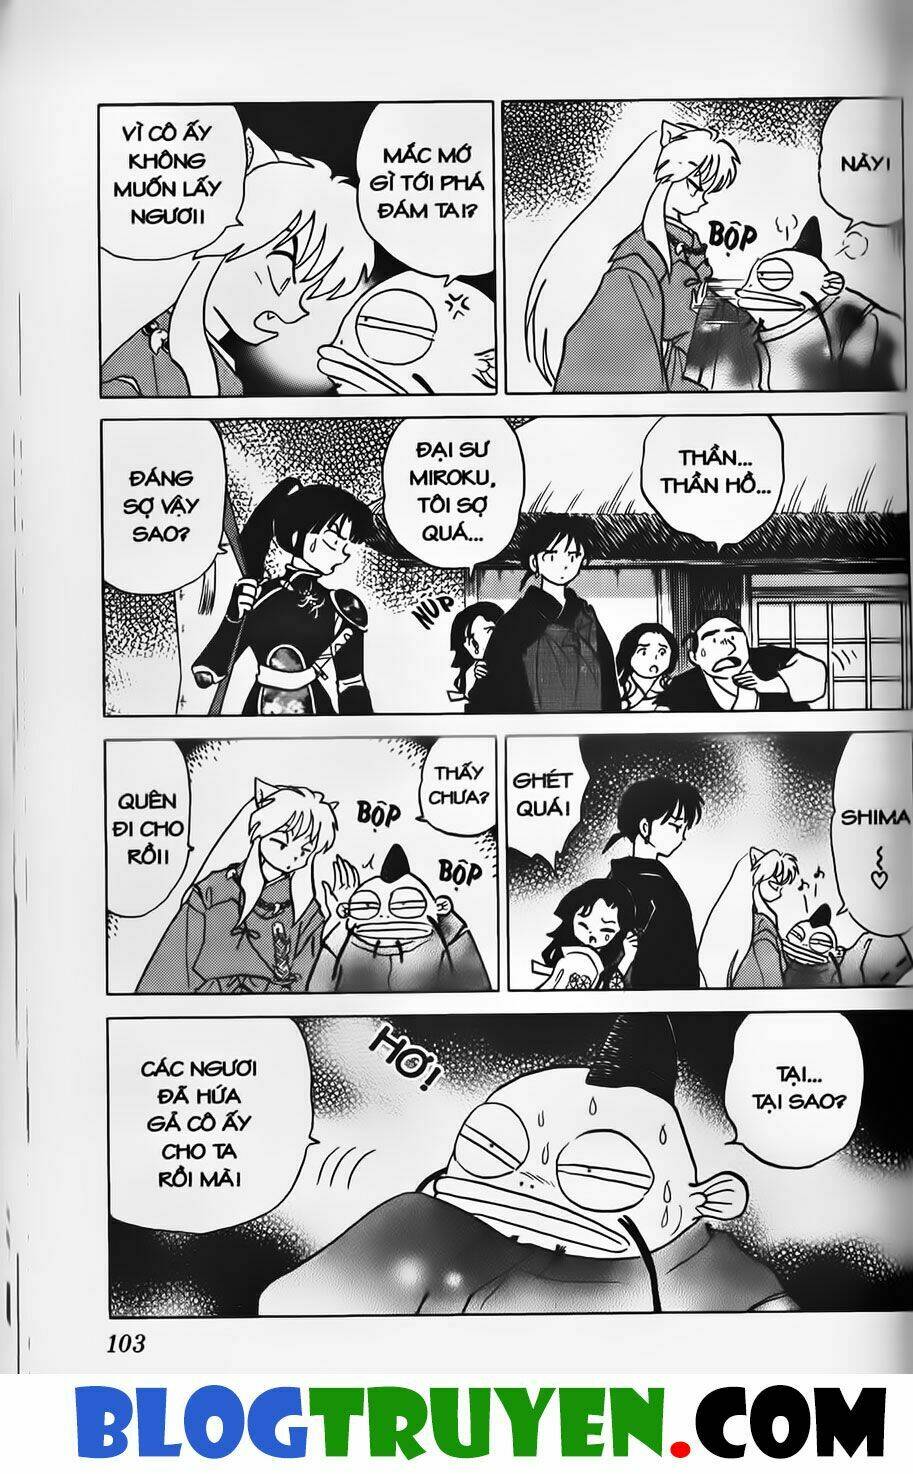 NÀY!
BỘP
MẮC MỚ
GÌ TỚI PHÁ
ĐÁM TA!?
VÌ CÔ ẤY
KHÔNG
MUỐN LẤY
NGƯƠI!
THẦN...
THẦN HỒ...
ĐẠI SƯ
MIROKU,
TÔI SỢ
QUÁ...
NÚP
ĐÁNG
SỢ VẬY
SAO?
SHIMA
GHÉT
QUÁ!
THẤY
CHƯA?
BỘP
BỘP
QUÊN
ĐI CHO
RỒI!
TẠI...
TẠI SAO?
HƠ!
CÁC NGƯƠI
ĐÃ HỨA
GẢ CÔ ẤY
CHO TA
RỒI MÀ!
103
BLOGTRUYEN.COM